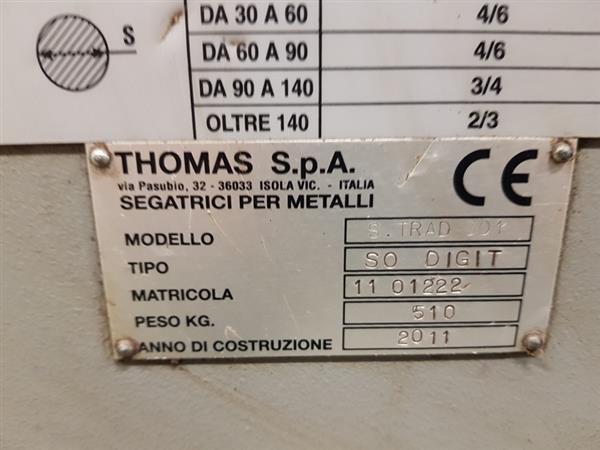 DA 30 A 60 4/6
S
DA 60 A 90 4/6
DA 90 A 140 3/4
OLTRE 140 2/3
THOMAS S.p.A.
via Pasubio, 32 - 36033 ISOLA VIC. - ITALIA
SEGATRICI PER METALLI
CE
MODELLO S.TRAD
TIPO SO DIGIT
MATRICOLA 11 01222
PESO KG. 510
ANNO DI COSTRUZIONE 2011